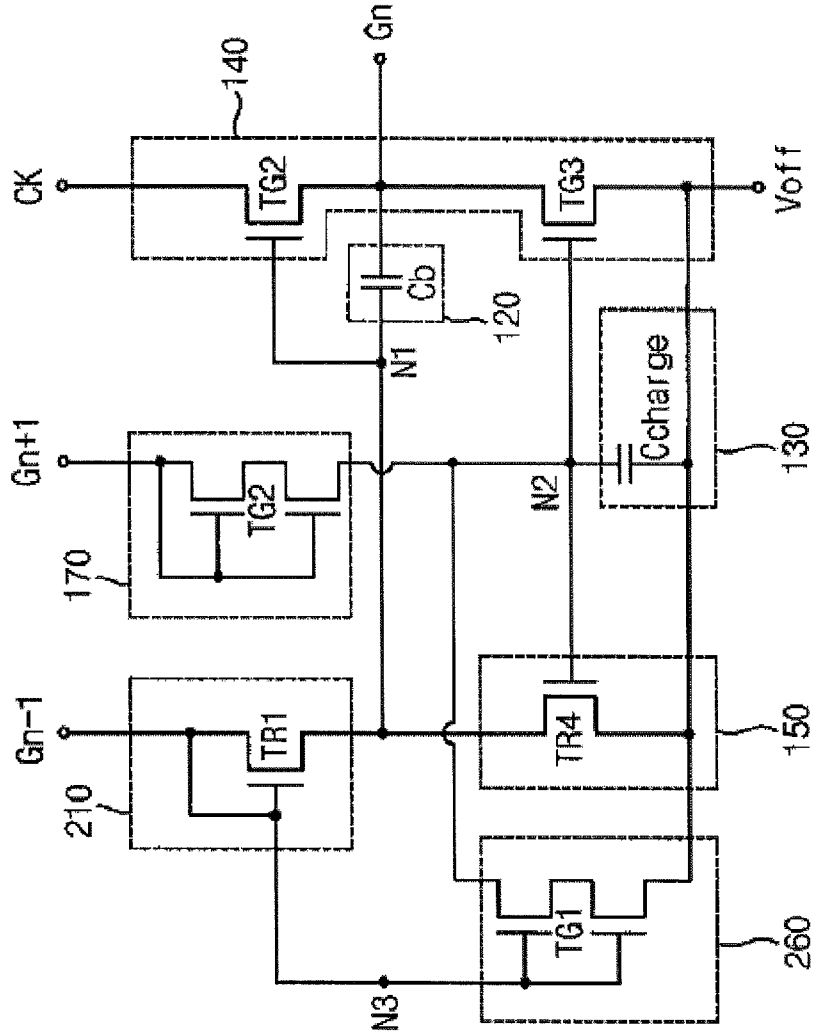 Gn-1
Gn+1
CK
210
170
140
TR1
TG2
TG2
N1
Cb
120
Gn
N3
N2
TG1
TR4
Ccharge
TG3
260
150
130
Voff